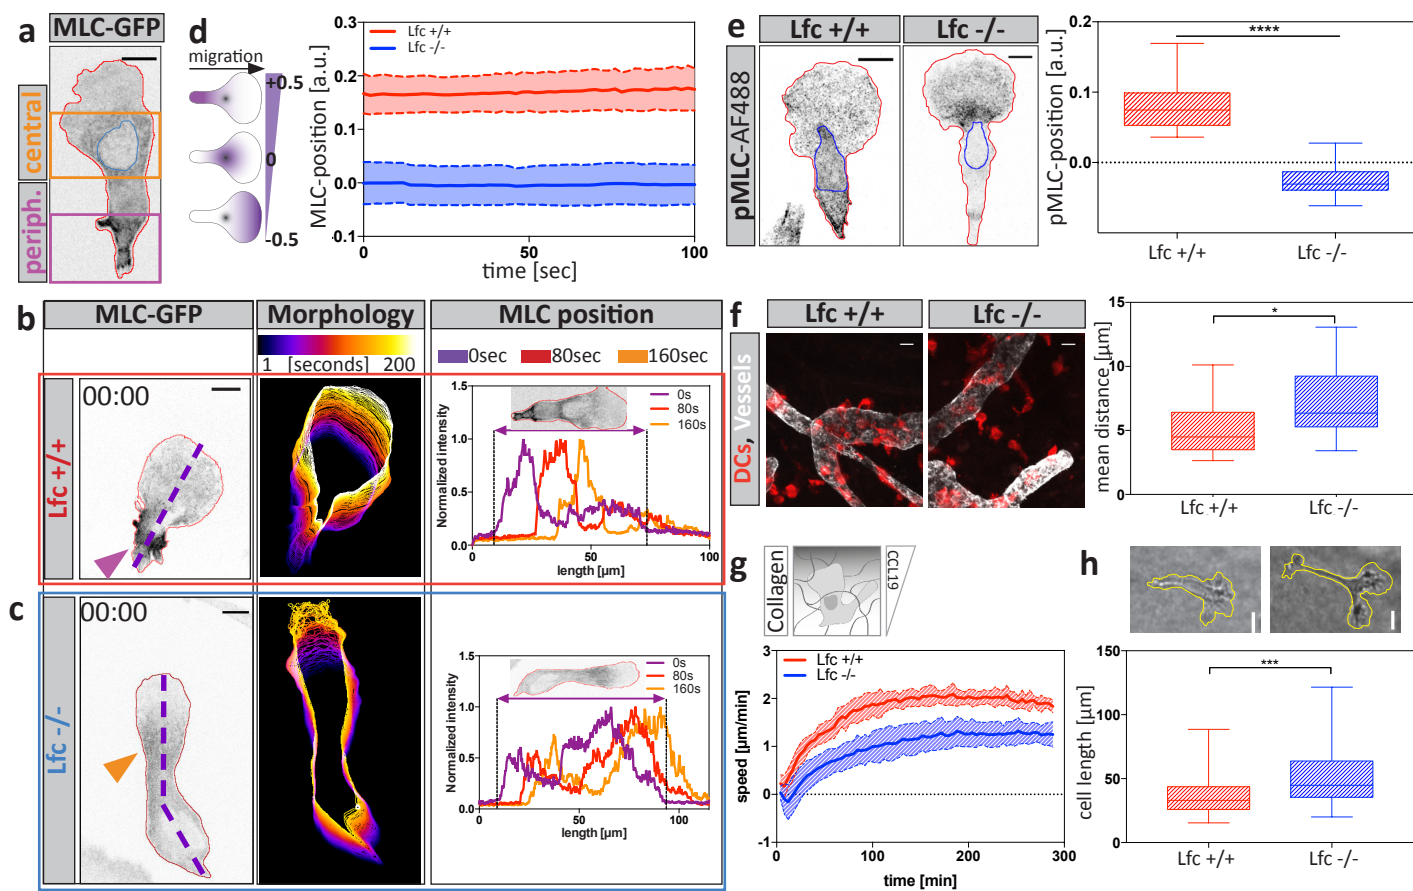 a
MLC-GFP
central
periph.
d
migration
+0.5
0
-0.5
MLC-position [a.u.]
0.3
0.2
0.1
0.0
-0.1
Lfc +/+
Lfc -/-
0
50
100
time [sec]
e
Lfc +/+
Lfc -/-
pMLC-AF488
pMLC-position [a.u.]
0.2
0.1
0.0
****
Lfc +/+
Lfc -/-
b
MLC-GFP
Morphology
MLC position
1 [seconds] 200
0sec
80sec
160sec
Lfc +/+
00:00
Normalized intensity
1.5
1.0
0.5
0.0
0s
80s
160s
0
50
100
length [µm]
c
Lfc -/-
00:00
Normalized intensity
1.5
1.0
0.5
0.0
0s
80s
160s
0
50
100
length [µm]
f
Lfc +/+
Lfc -/-
DCs, Vessels
mean distance [µm]
15
10
5
0
*
Lfc +/+
Lfc -/-
g
Collagen
CCL19
speed [µm/min]
3
2
1
0
-1
Lfc +/+
Lfc -/-
0
100
200
300
time [min]
h
cell length [µm]
150
100
50
0
***
Lfc +/+
Lfc -/-